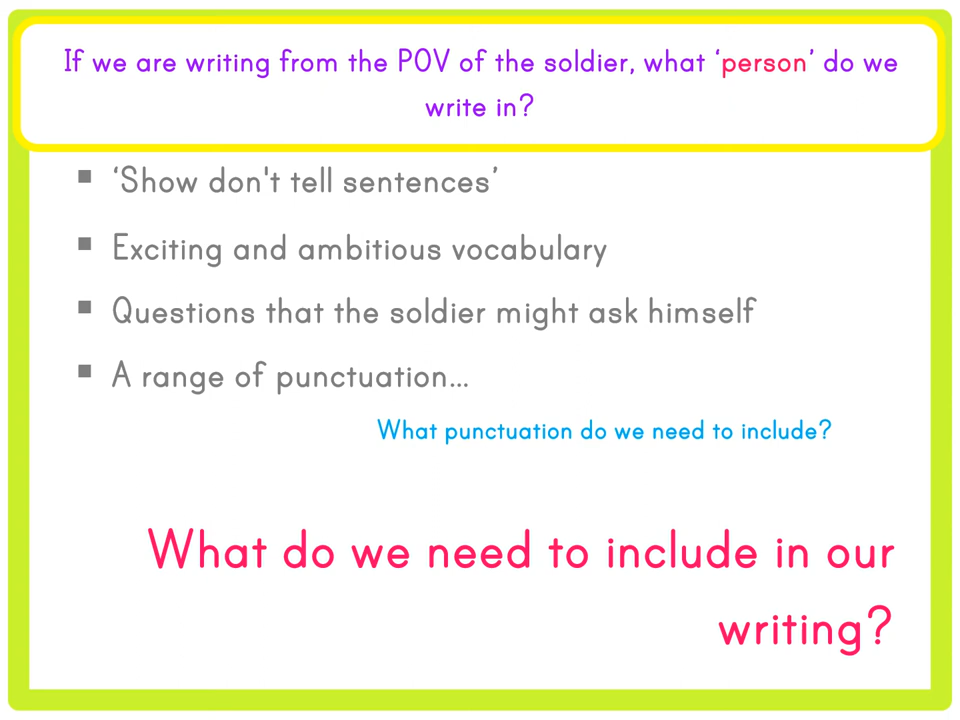 If we are writing from the POV of the soldier, what ‘person’ do we
write in?
▪ ‘Show don't tell sentences’
▪ Exciting and ambitious vocabulary
▪ Questions that the soldier might ask himself
▪ A range of punctuation…
What punctuation do we need to include?
What do we need to include in our
writing?